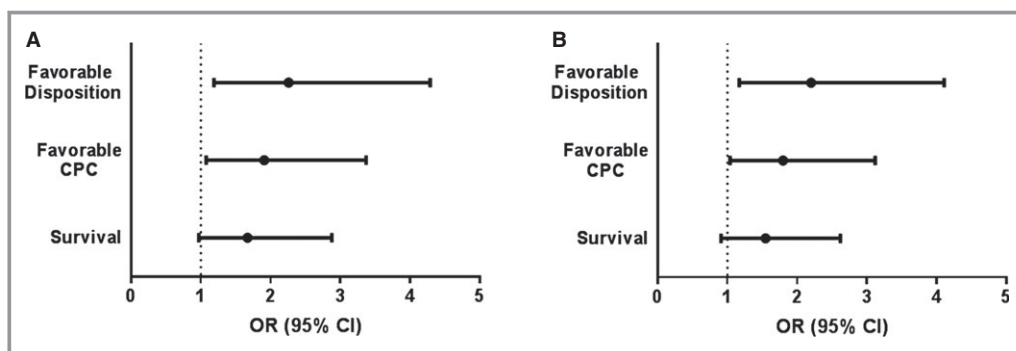 A
Favorable
Disposition
Favorable
CPC
Survival
0 1 2 3 4 5
OR (95% CI)
B
Favorable
Disposition
Favorable
CPC
Survival
0 1 2 3 4 5
OR (95% CI)